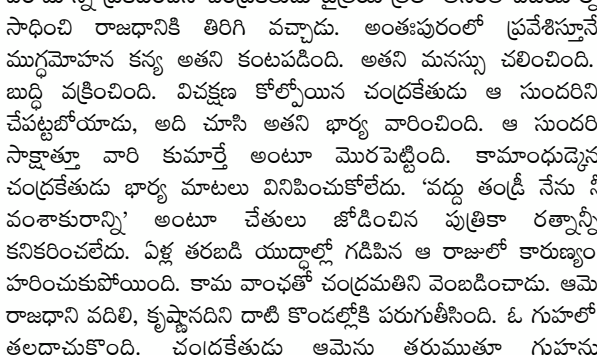 సాధించి రాజధానికి తిరిగి వచ్చాడు. అంతఃపురంలో ప్రవేశిస్తూనే
ముగ్ధమోహన కన్య అతని కంటపడింది. అతని మనస్సు చలించింది.
బుద్ధి వక్రించింది. విచక్షణ కోల్పోయిన చంద్రకేతుడు ఆ సుందరిని
చేపట్టబోయాడు, అది చూసి అతని భార్య వారించింది. ఆ సుందరి
సాక్షాత్తూ వారి కుమార్తే అంటూ మొరపెట్టింది. కామాంధుడ్కైన
చంద్రకేతుడు భార్య మాటలు వినిపించుకోలేదు. ‘వద్దు తండ్రీ నేను నీ
వంశాకురాన్ని’ అంటూ చేతులు జోడించిన పుత్రికా రత్నాన్నీ
కనికరించలేదు. ఏళ్ల తరబడి యుద్ధాల్లో గడిపిన ఆ రాజులో కారుణ్యం
హరించుకుపోయింది. కామ వాంఛతో చంద్రమతిని వెంబడించాడు. ఆమె
రాజధాని వదిలి, కృష్ణానదిని దాటి కొండల్లోకి పరుగుతీసింది. ఓ గుహలో
తలదాచుకొంది. చంద్రకేతుడు ఆమెను తరుముతూ గుహను